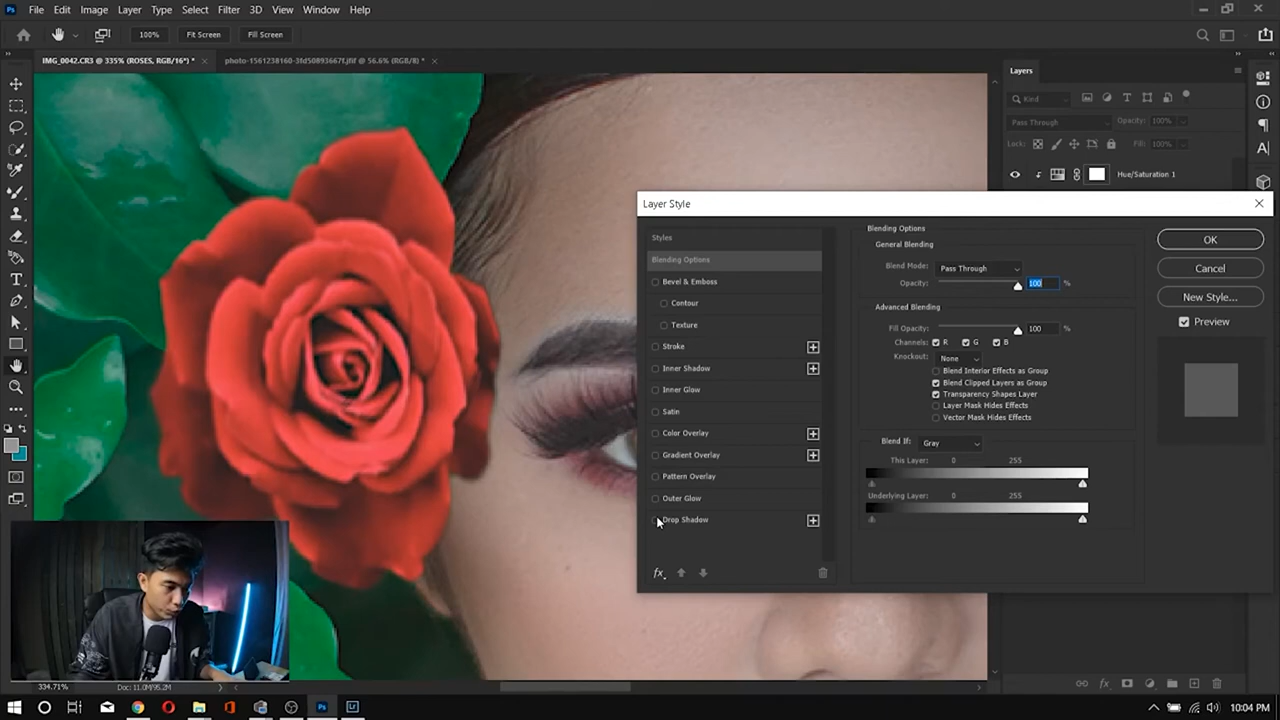 Ps File Edit Image Layer Type Select Filter 3D View Window Help
100% Fit Screen Fill Screen
IMG_0042.CR3 @ 335% (ROSES, RGB/16*) * × photo-1561238160-3fd50893667f.jfif @ 56.6% (RGB/8) * ×
Layers
Kind
Pass Through Opacity: 100%
Lock: Fill: 100%
Hue/Saturation 1
Layer Style
Styles
Blending Options
Bevel & Emboss
Contour
Texture
Stroke
Inner Shadow
Inner Glow
Satin
Color Overlay
Gradient Overlay
Pattern Overlay
Outer Glow
Drop Shadow
fx
Blending Options
General Blending
Blend Mode: Pass Through
Opacity: 100 %
Advanced Blending
Fill Opacity: 100 %
Channels: R G B
Knockout: None
Blend Interior Effects as Group
Blend Clipped Layers as Group
Transparency Shapes Layer
Layer Mask Hides Effects
Vector Mask Hides Effects
Blend If: Gray
This Layer: 0 255
Underlying Layer: 0 255
OK
Cancel
New Style...
Preview
334.71% Doc: 11.0M/95.2M
fx
10:04 PM